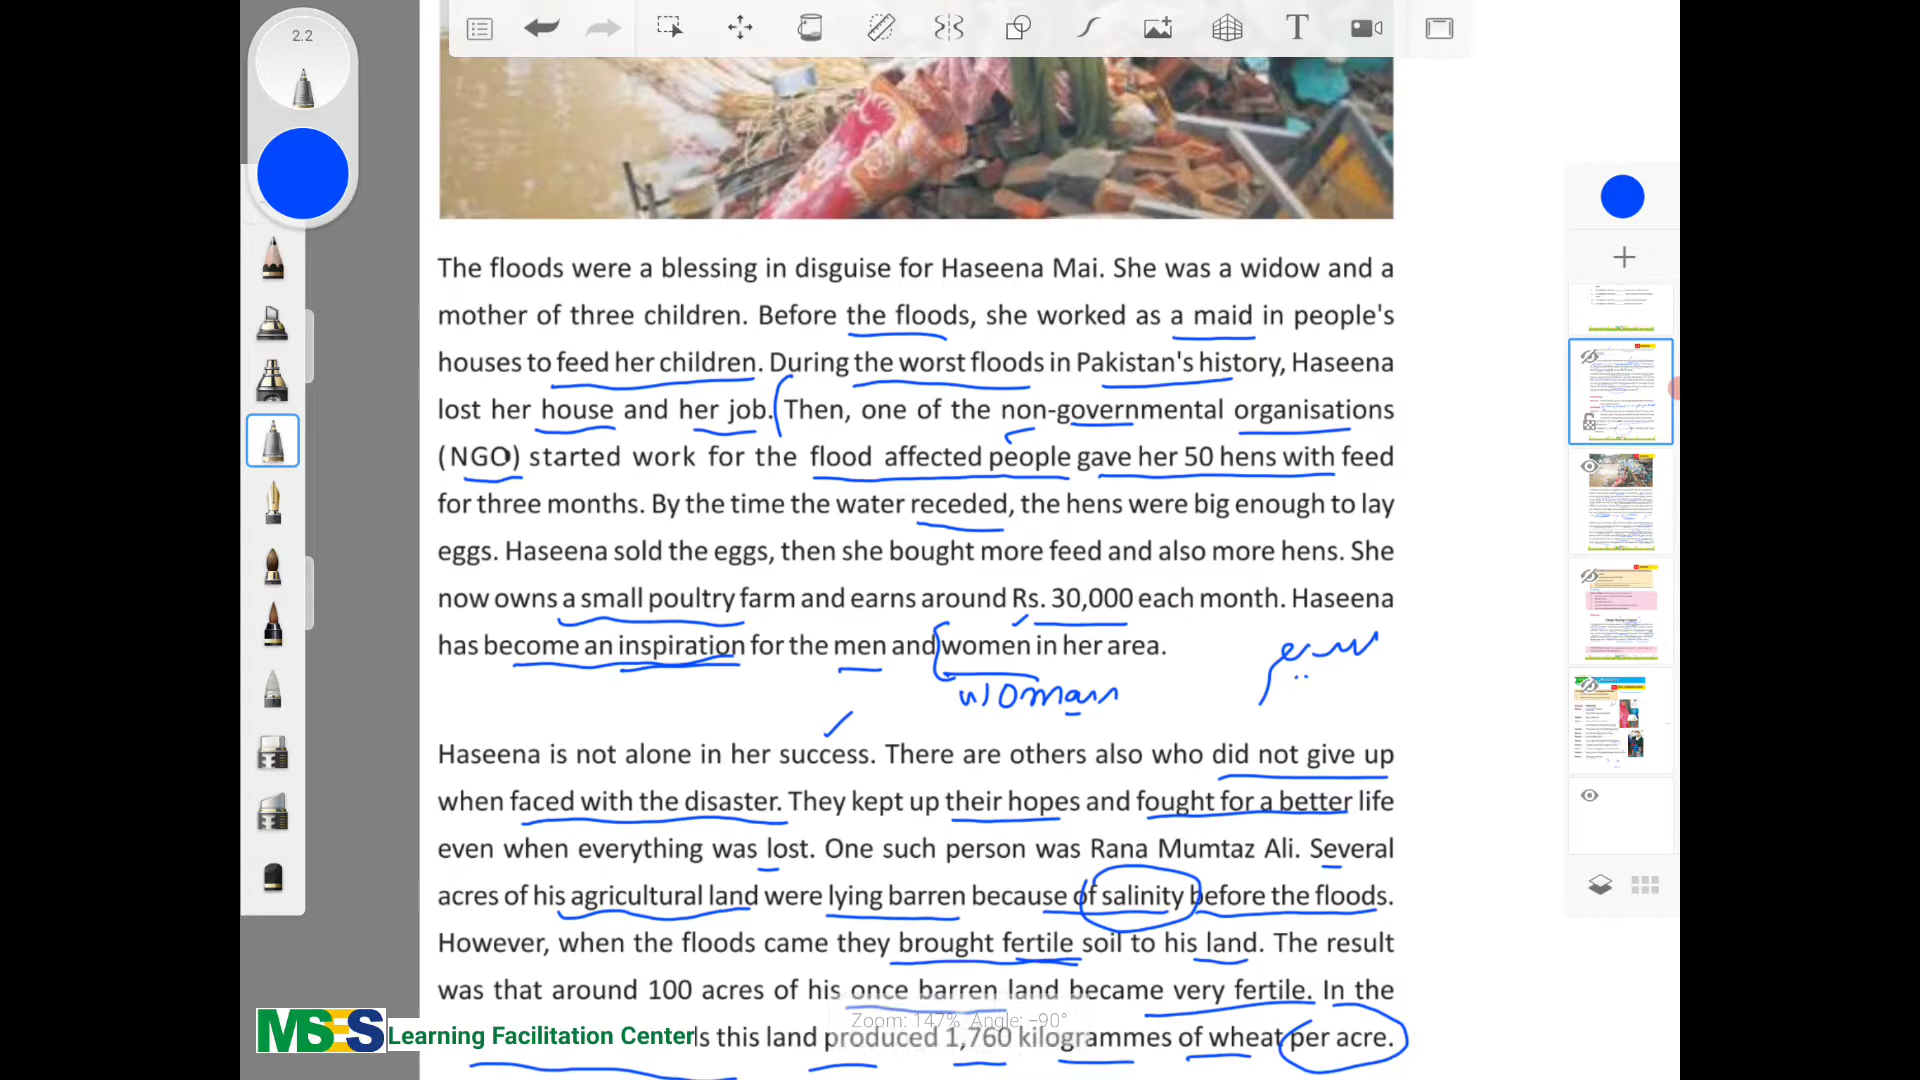 2.2
T
The floods were a blessing in disguise for Haseena Mai. She was a widow and a
mother of three children. Before the floods, she worked as a maid in people's
houses to feed her children. During the worst floods in Pakistan's history, Haseena
lost her house and her job. Then, one of the non-governmental organisations
(NGO) started work for the flood affected people gave her 50 hens with feed
for three months. By the time the water receded, the hens were big enough to lay
eggs. Haseena sold the eggs, then she bought more feed and also more hens. She
now owns a small poultry farm and earns around Rs. 30,000 each month. Haseena
has become an inspiration for the men and women in her area.
woman
Haseena is not alone in her success. There are others also who did not give up
when faced with the disaster. They kept up their hopes and fought for a better life
even when everything was lost. One such person was Rana Mumtaz Ali. Several
acres of his agricultural land were lying barren because of salinity before the floods.
However, when the floods came they brought fertile soil to his land. The result
was that around 100 acres of his once barren land became very fertile. In the
Zoom: 147% Angle: -90°
ls this land produced 1,760 kilogrammes of wheat per acre.
MSES Learning Facilitation Center